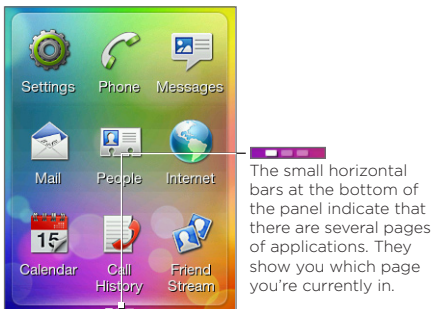 Settings Phone Messages
Mail People Internet
15
Calendar Call History Friend Stream
The small horizontal
bars at the bottom of
the panel indicate that
there are several pages
of applications. They
show you which page
you're currently in.